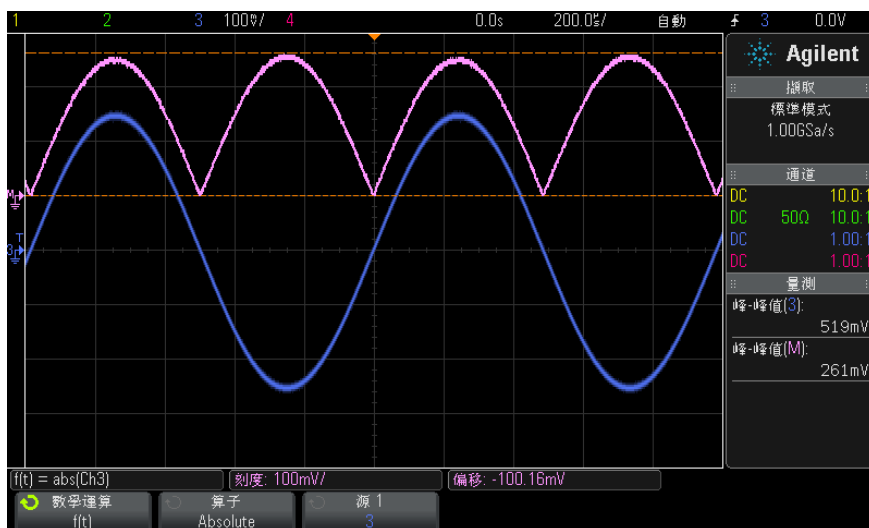 1 2 3 100▿/ 4 0.0s 200.0▿/ 自動 3 0.0V
Agilent
擷取
標準模式
1.00GSa/s
通道
DC 10.0:1
DC 50Ω 10.0:1
DC 1.00:1
DC 1.00:1
量測
峰-峰值(3):
519mV
峰-峰值(M):
261mV
M
T
3
f(t) = abs(Ch3) 刻度: 100mV/ 偏移: -100.16mV
數學運算 算子 源 1
f(t) Absolute 3